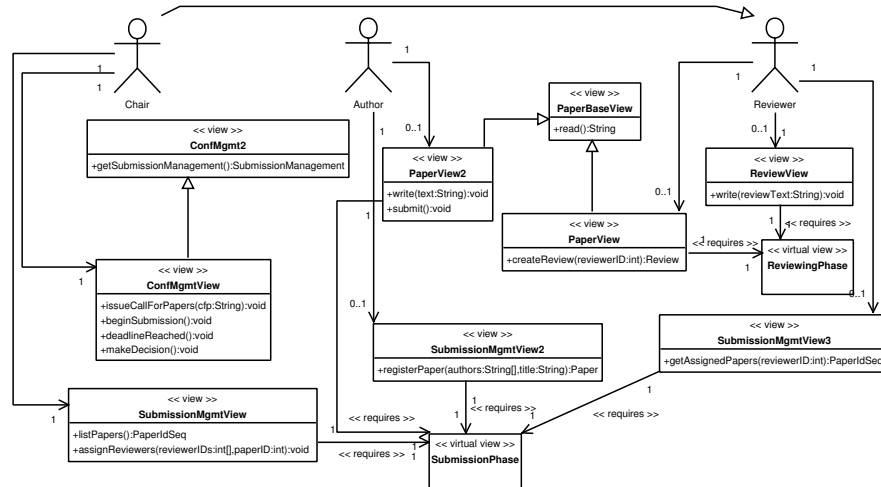 1
1
1
Chair
Author
1
1
1
1
Reviewer
<< view >>
PaperBaseView
+read():String
<< view >>
ConfMgmt2
+getSubmissionManagement():SubmissionManagement
0..1
1
<< view >>
PaperView2
+write(text:String):void
+submit():void
0..1
1
<< view >>
ReviewView
+write(reviewText:String):void
0..1
1
<< view >>
PaperView
+createReview(reviewerID:int):Review
1
1
<< requires >>
1
<< requires >>
1
1
<< virtual view >>
ReviewingPhase
1
<< view >>
ConfMgmtView
+issueCallForPapers(cfp:String):void
+beginSubmission():void
+deadlineReached():void
+makeDecision():void
0..1
0..1
<< view >>
SubmissionMgmtView2
+registerPaper(authors:String[],title:String):Paper
<< view >>
SubmissionMgmtView3
+getAssignedPapers(reviewerID:int):PaperIdSeq
1
<< view >>
SubmissionMgmtView
+listPapers():PaperIdSeq
+assignReviewers(reviewerIDs:int[],paperID:int):void
1
1
<< requires >>
1
<< requires >>
1
<< requires >>
1
1
1
1
<< requires >>
<< virtual view >>
SubmissionPhase